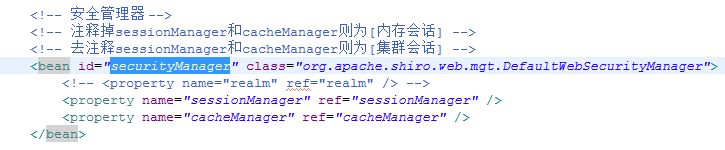 <!-- 安全管理器 -->
<!-- 注释掉sessionManager和cacheManager则为[内存会话] -->
<!-- 去注释sessionManager和cacheManager则为[集群会话] -->
<bean id="securityManager" class="org.apache.shiro.web.mgt.DefaultWebSecurityManager">
<!-- <property name="realm" ref="realm" /> -->
<property name="sessionManager" ref="sessionManager" />
<property name="cacheManager" ref="cacheManager" />
</bean>